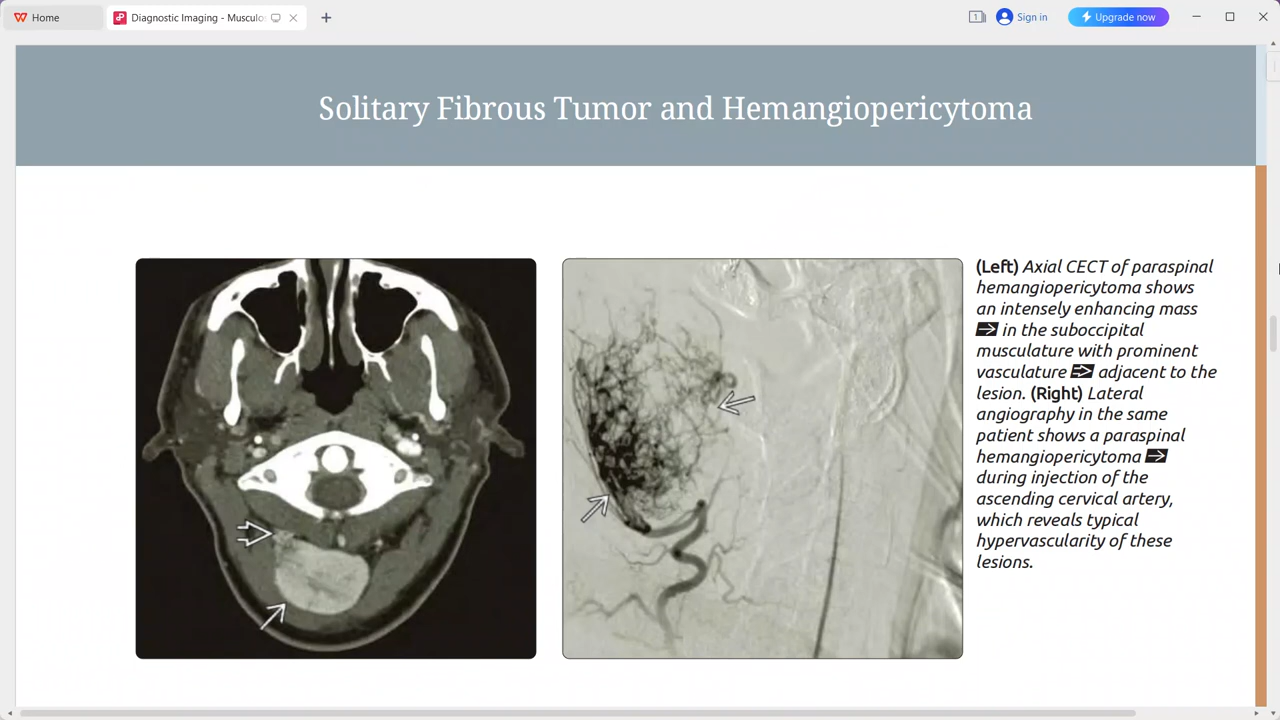 Home
Diagnostic Imaging - Musculo
1
Sign in
Upgrade now
Solitary Fibrous Tumor and Hemangiopericytoma
(Left) Axial CECT of paraspinal
hemangiopericytoma shows
an intensely enhancing mass
in the suboccipital
musculature with prominent
vasculature adjacent to the
lesion. (Right) Lateral
angiography in the same
patient shows a paraspinal
hemangiopericytoma
during injection of the
ascending cervical artery,
which reveals typical
hypervascularity of these
lesions.